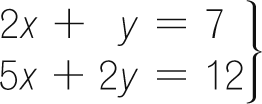 2x + y = 7
5x + 2y = 12}